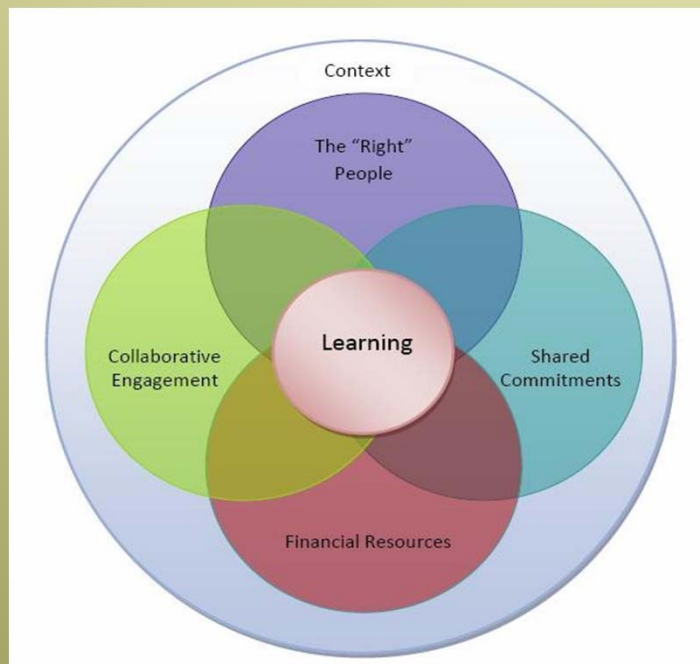 Context
The “Right”
People
Learning
Collaborative
Engagement
Shared
Commitments
Financial Resources